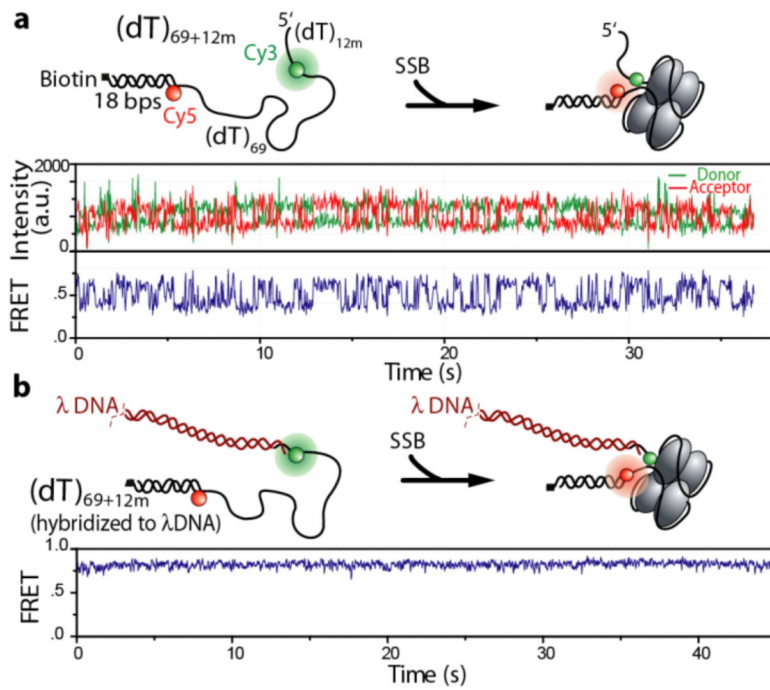 a
(dT)69+12m
5‘
(dT)12m
Cy3
Biotin
18 bps
Cy5
(dT)69
SSB
5‘
Intensity
(a.u.)
2000
0
Donor
Acceptor
FRET
.5
.0
0 10 20 30
Time (s)
b
λ DNA
(dT)69+12m
(hybridized to λDNA)
SSB
λ DNA
FRET
1.0
.5
0
0 10 20 30 40
Time (s)